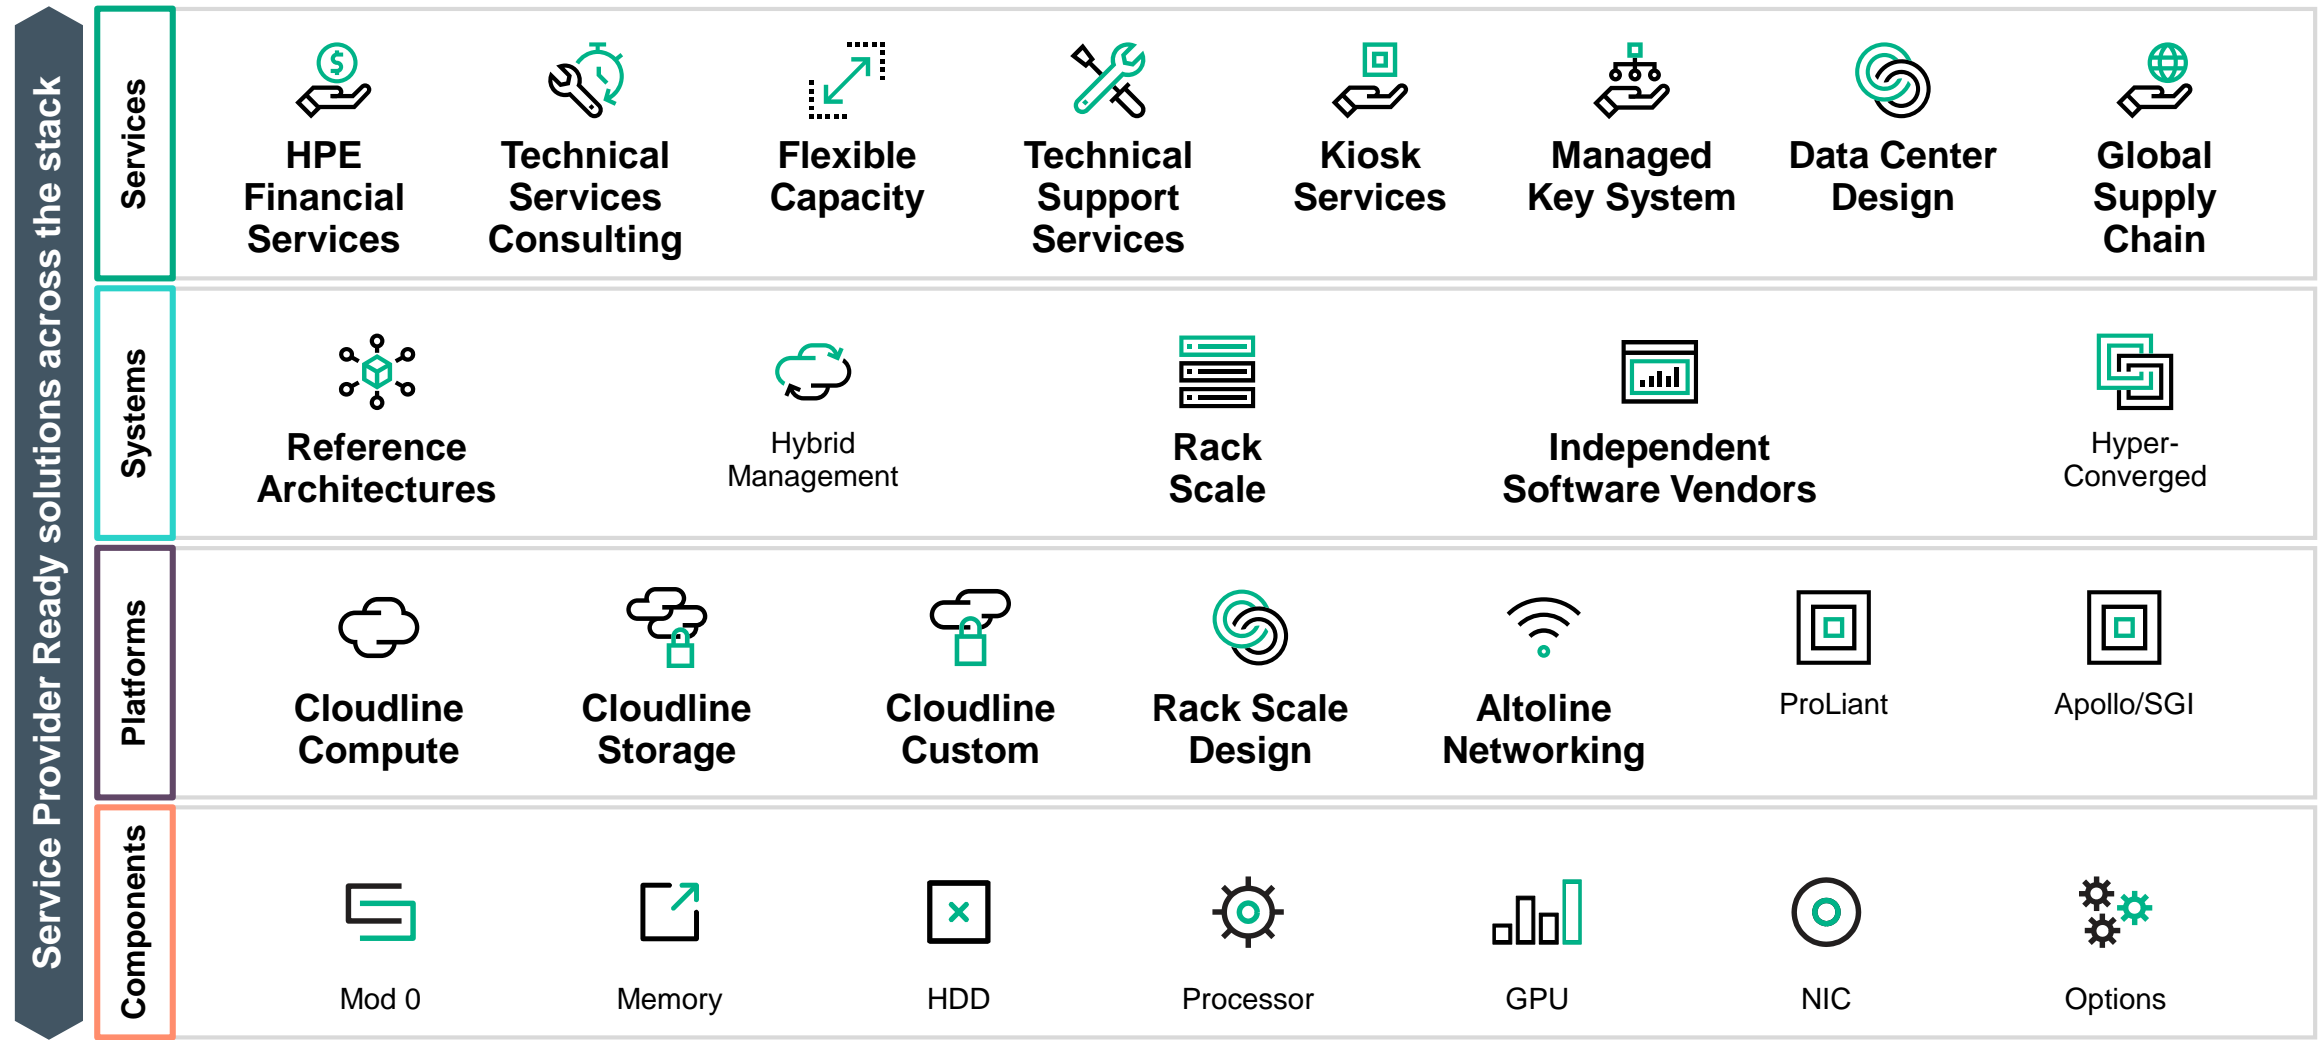 Service Provider Ready solutions across the stack
Services
$
HPE
Financial
Services
Technical
Services
Consulting
Flexible
Capacity
Technical
Support
Services
Kiosk
Services
Managed
Key System
Data Center
Design
Global
Supply
Chain
Systems
Reference
Architectures
Hybrid
Management
Rack
Scale
Independent
Software Vendors
Hyper-
Converged
Platforms
Cloudline
Compute
Cloudline
Storage
Cloudline
Custom
Rack Scale
Design
Altoline
Networking
ProLiant
Apollo/SGI
Components
Mod 0
Memory
HDD
Processor
GPU
NIC
Options